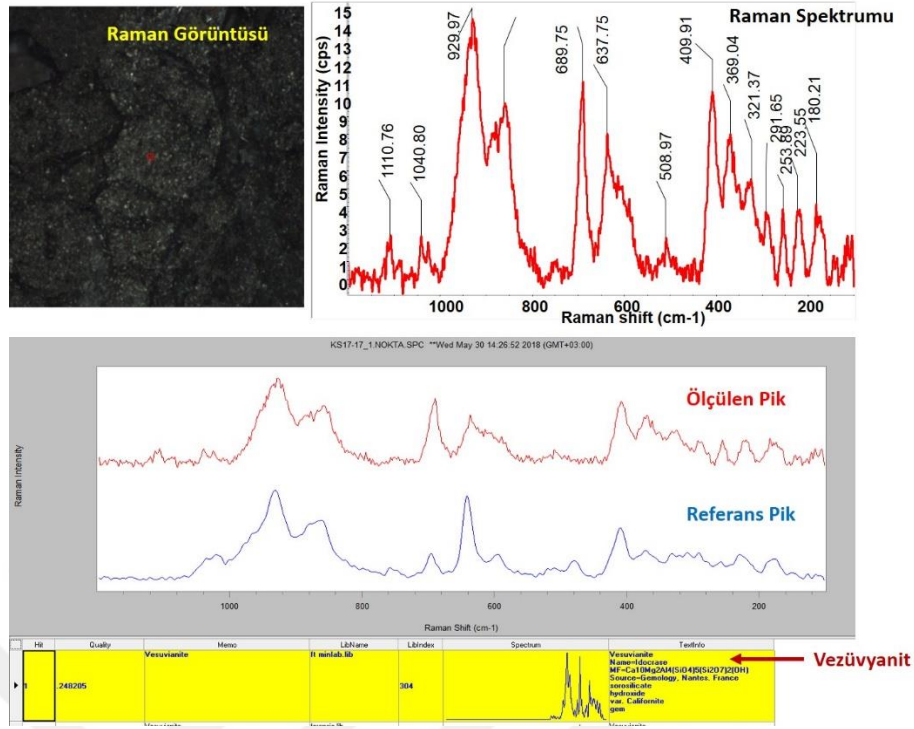 Raman Görüntüsü
Raman Spektrumu
Raman Intensity (cps)
15
14
13
12
11
10
9
8
7
6
5
4
3
2
1
0
1110.76
1040.80
929.97
689.75
637.75
508.97
409.91
369.04
321.37
291.65
253.89
223.55
180.21
1000 800 600 400 200
Raman shift (cm-1)
KS17-17_1.NOKTA.SPC **Wed May 30 14:26:52 2018 (GMT+03:00)
Ölçülen Pik
Referans Pik
Raman Intensity
1000 800 600 400 200
Raman Shift (cm-1)
Hit Quality Memo LibName LibIndex Spectrum TextInfo
1 .248205 Vesuvianite ft minlab.lib 304
Vesuvianite
Name=Idocrase
MF=Ca10Mg2Al4(SiO4)5(Si2O7)2(OH)
Source=Gemology, Nantes, France
sorosilicate
hydroxide
var. Californite
gem
Vezüvyanit